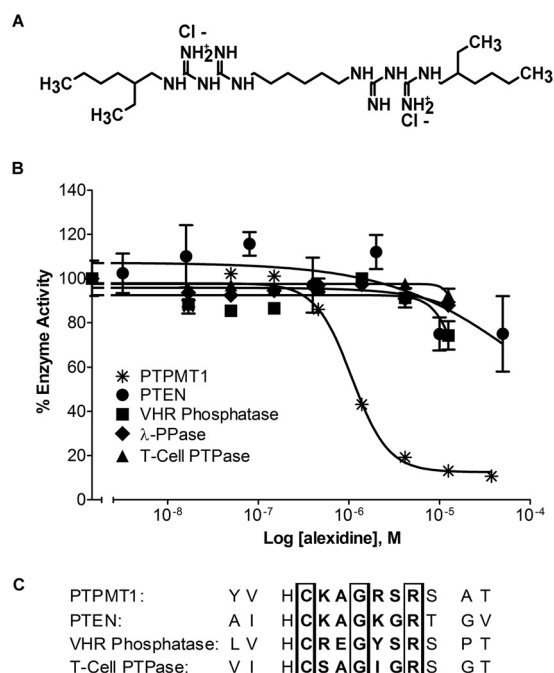 A
Cl -
NH2+ NH
H3C NH NH NH NH NH NH CH3
H3C NH NH2+ CH3
Cl -
B
140
120
100
80
60
40
20
0
% Enzyme Activity
PTPMT1
PTEN
VHR Phosphatase
λ-PPase
T-Cell PTPase
10-8 10-7 10-6 10-5 10-4
Log [alexidine], M
C
PTPMT1: Y V H C K A G R S R S A T
PTEN: A I H C K A G K G R T G V
VHR Phosphatase: L V H C R E G Y S R S P T
T-Cell PTPase: V I H C S A G I G R S G T